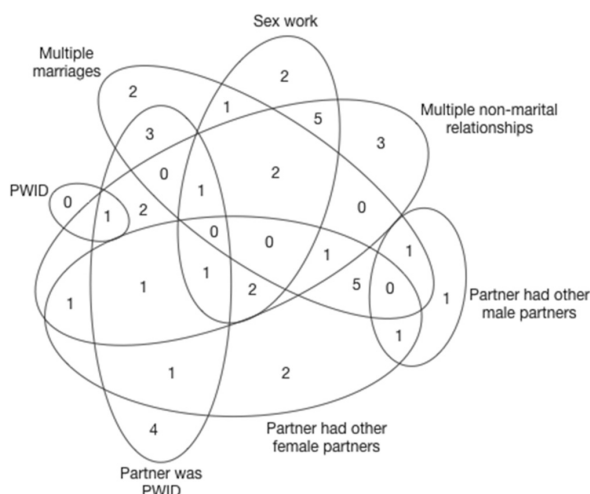 Sex work
Multiple
marriages
2
2
1
5
Multiple non-marital
relationships
3
3
0
2
PWID
0
1
2
1
0
0
0
1
1
1
1
2
5
0
1
Partner had other
male partners
1
1
1
2
4
Partner had other
female partners
Partner was
PWID